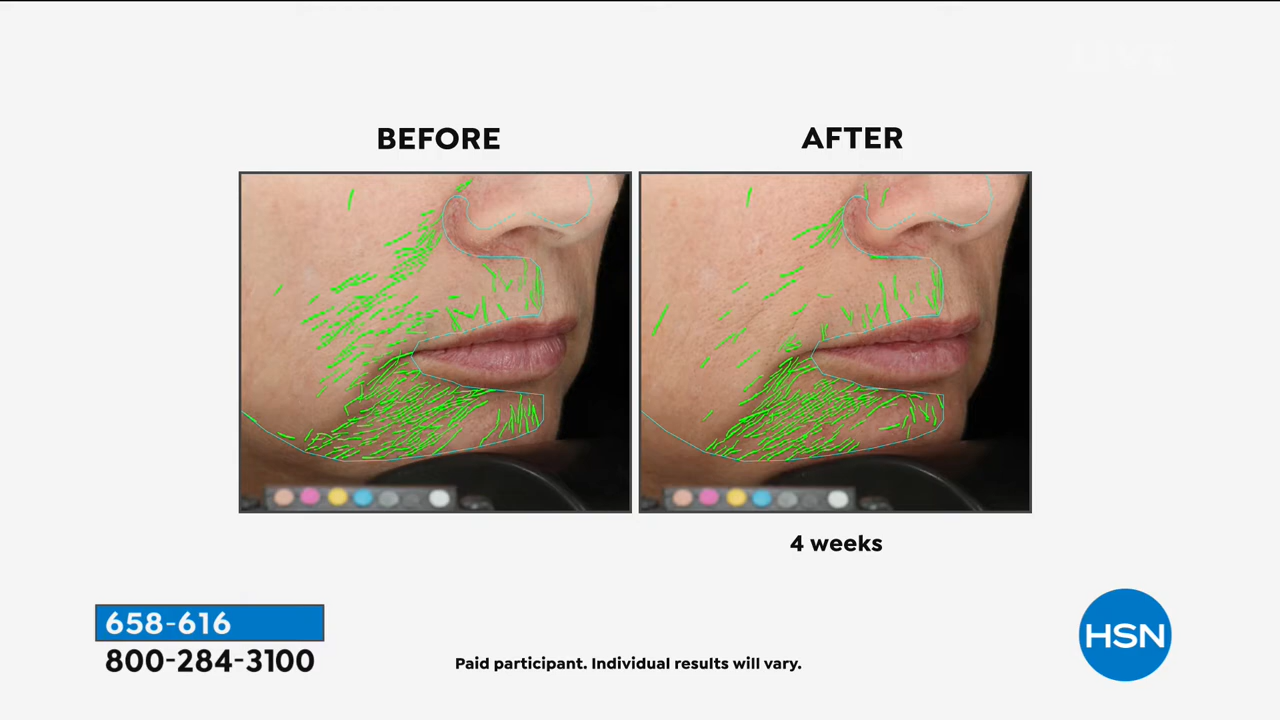 BEFORE
AFTER
4 weeks
658-616
800-284-3100
Paid participant. Individual results will vary.
HSN